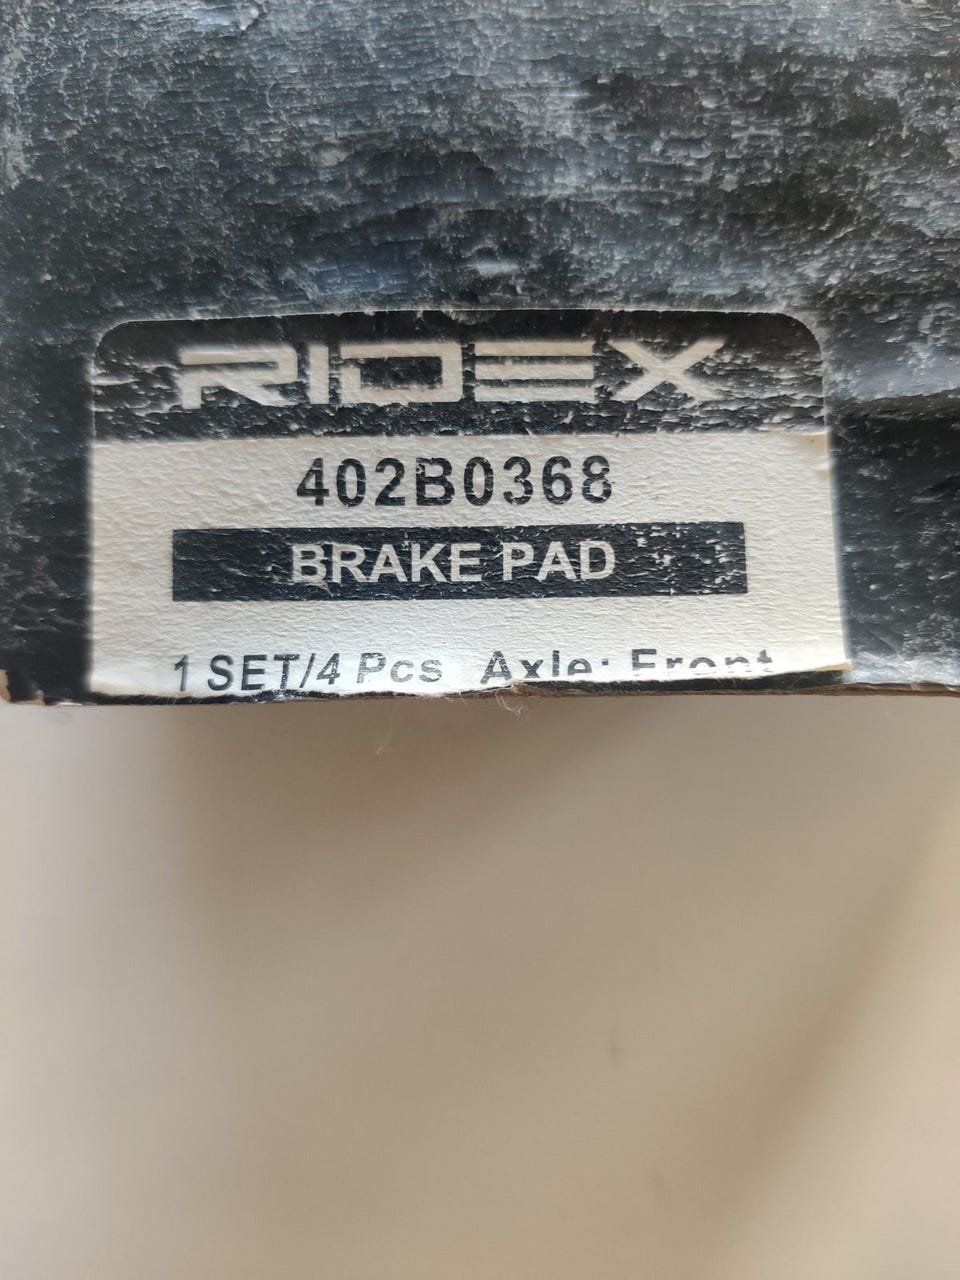 RIDEX
402B0368
BRAKE PAD
1 SET/4 Pcs Axle: Front